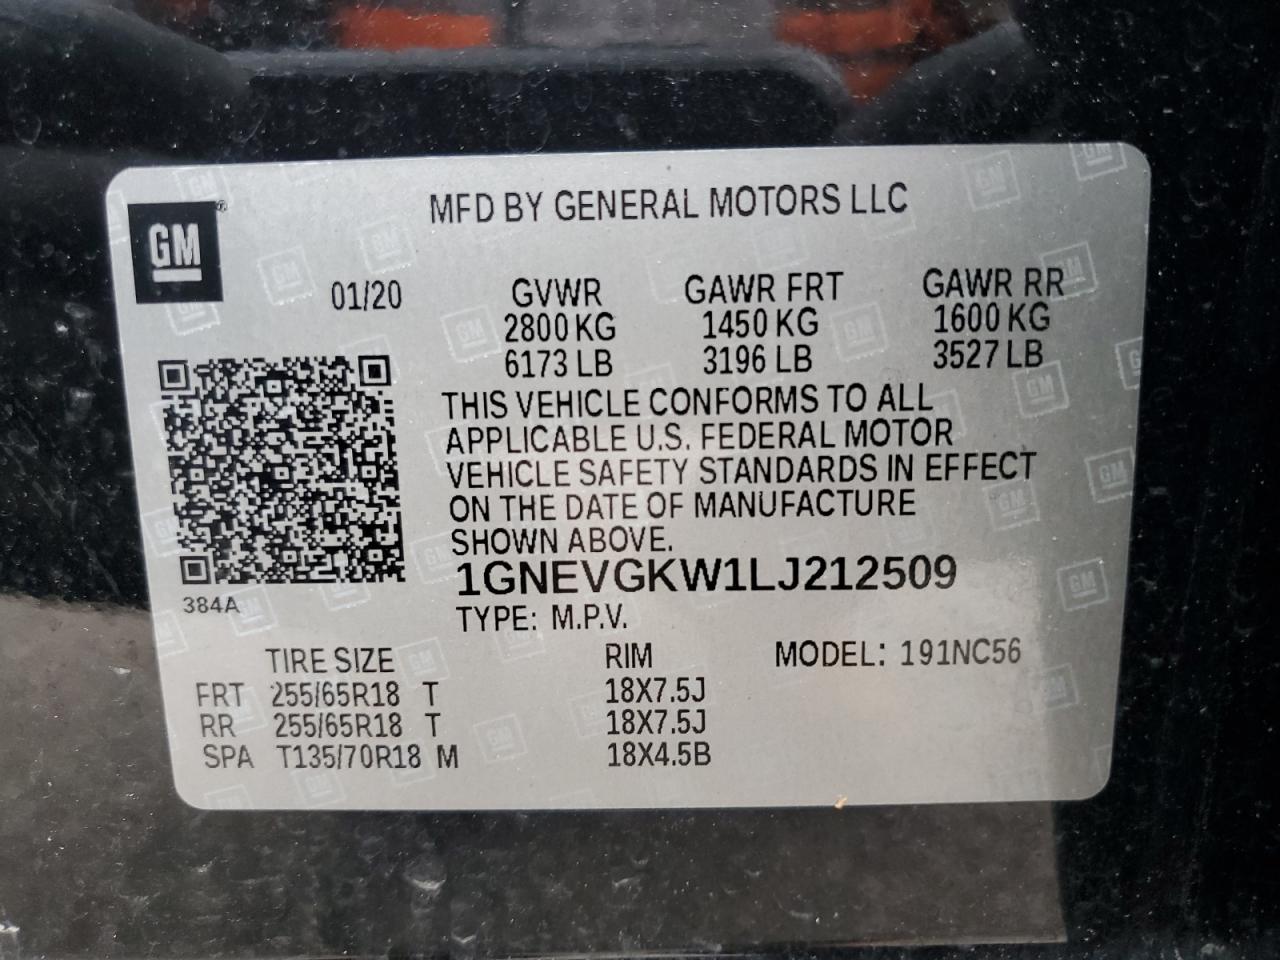 MFD BY GENERAL MOTORS LLC
GM®
01/20
GVWR GAWR FRT GAWR RR
2800 KG 1450 KG 1600 KG
6173 LB 3196 LB 3527 LB
THIS VEHICLE CONFORMS TO ALL
APPLICABLE U.S. FEDERAL MOTOR
VEHICLE SAFETY STANDARDS IN EFFECT
ON THE DATE OF MANUFACTURE
SHOWN ABOVE.
1GNEVGKW1LJ212509
384A
TYPE: M.P.V.
TIRE SIZE RIM MODEL: 191NC56
FRT 255/65R18 T 18X7.5J
RR 255/65R18 T 18X7.5J
SPA T135/70R18 M 18X4.5B